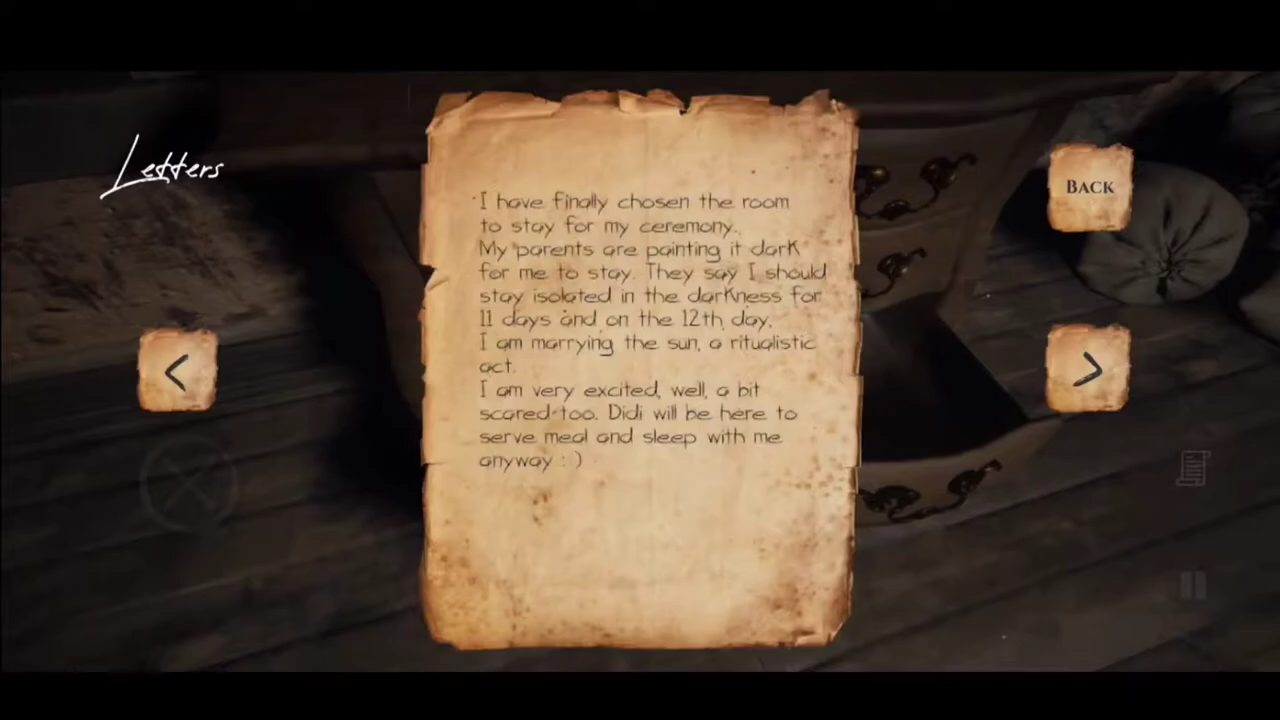 Letters
BACK
I have finally chosen the room
to stay for my ceremony.
My parents are painting it dark
for me to stay. They say I should
stay isolated in the darkness for
11 days and on the 12th day,
I am marrying the sun, a ritualistic
act.
I am very excited, well, a bit
scared too. Didi will be here to
serve meal and sleep with me
anyway : )
<
>